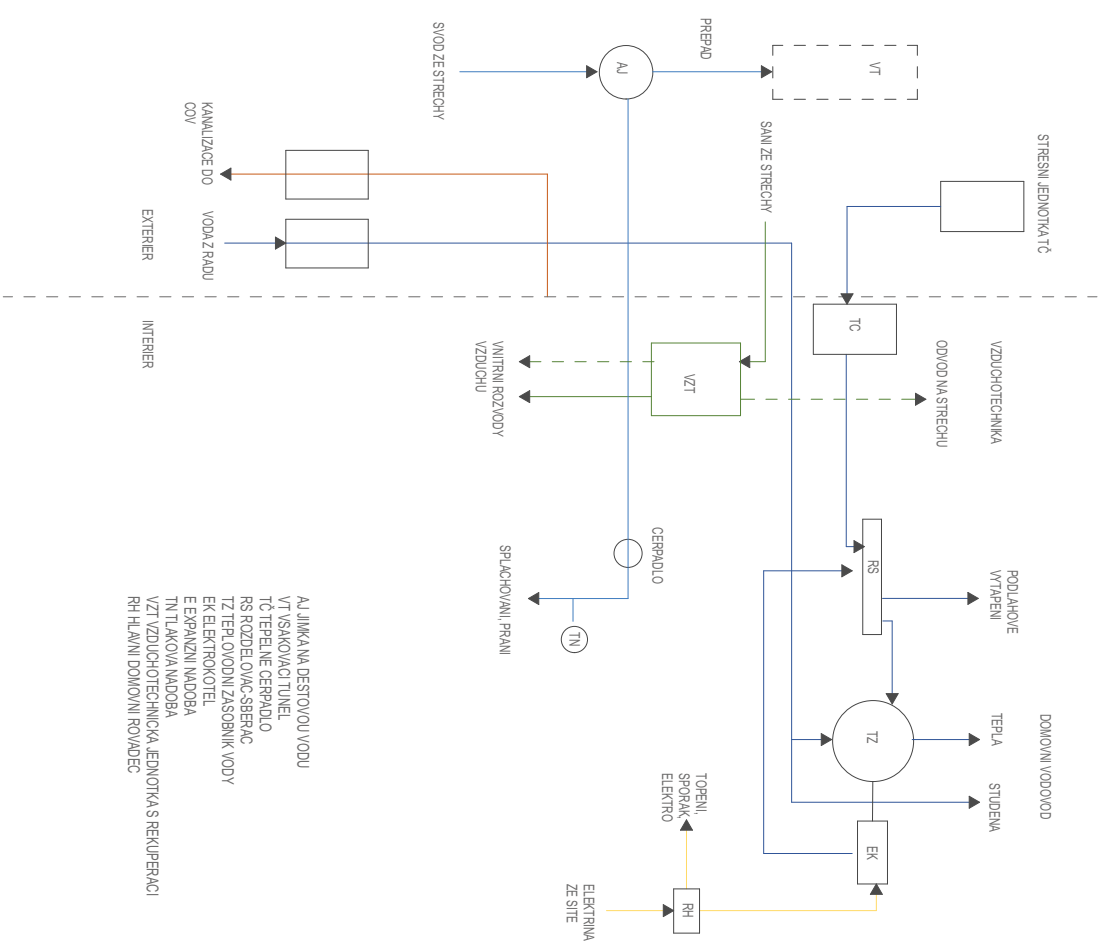 STRESNI JEDNOTKA TČ
VZDUCHOTECHNIKA
ODVOD NA STRECHU
PODLAHOVE
VYTAPENI
DOMOVNI VODOVOD
TEPLA
STUDENA
VT
PREPAD
AJ
SVOD ZE STRECHY
SANI ZE STRECHY
TC
RS
TZ
EK
VZT
VNITRNI ROZVODY
VZDUCHU
CERPADLO
TN
SPLACHOVANI, PRANI
TOPENI,
SPORAK,
ELEKTRO
RH
ELEKTRINA
ZE SITE
KANALIZACE DO
COV
VODA Z RADU
EXTERIER
INTERIER
AJ JIMKA NA DESTOVOU VODU
VT VSAKOVACI TUNEL
TČ TEPELNE CERPADLO
RS ROZDELOVAC-SBERAC
TZ TEPLOVODNI ZASOBNIK VODY
EK ELEKTROKOTEL
E EXPANZNI NADOBA
TN TLAKOVA NADOBA
VZT VZDUCHOTECHNICKA JEDNOTKA S REKUPERACI
RH HLAVNI DOMOVNI ROVADEC